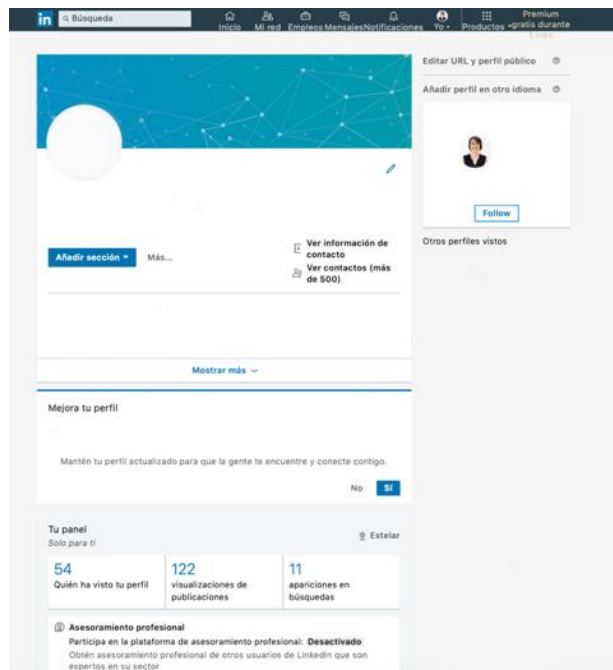 in
Búsqueda
Inicio
Mi red
Empleos
Mensajes
Notificaciones
Yo
Productos
Premium
gratis durante
1 mes
Editar URL y perfil público
Añadir perfil en otro idioma
Follow
Otros perfiles vistos
Añadir sección
Más...
Ver información de
contacto
Ver contactos (más
de 500)
Mostrar más
Mejora tu perfil
Mantén tu perfil actualizado para que la gente te encuentre y conecte contigo.
No
Sí
Tu panel
Solo para ti
Estelar
54
Quién ha visto tu perfil
122
visualizaciones de
publicaciones
11
apariciones en
búsquedas
Asesoramiento profesional
Participa en la plataforma de asesoramiento profesional: Desactivado
Obtén asesoramiento profesional de otros usuarios de LinkedIn que son
expertos en su sector